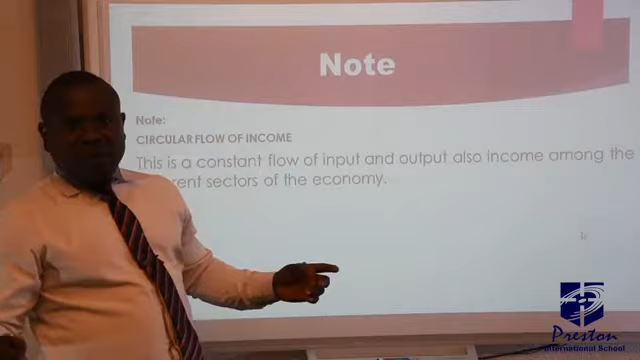 Note
Note:
CIRCULAR FLOW OF INCOME
This is a constant flow of input and output also income among the
rent sectors of the economy.
Preston
International School